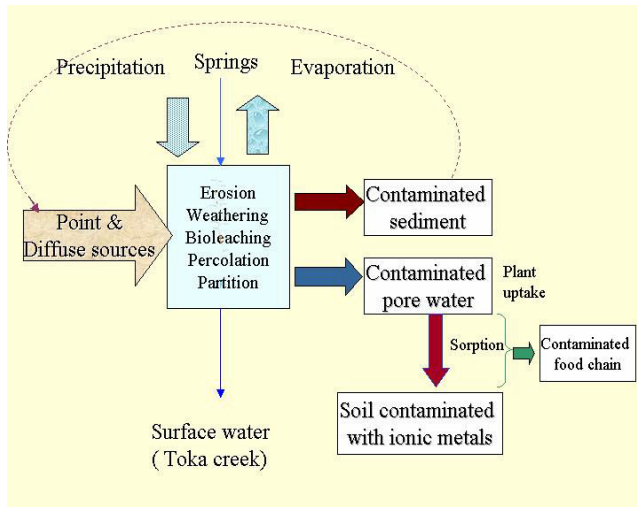 Precipitation
Springs
Evaporation
Point &
Diffuse sources
Erosion
Weathering
Bioleaching
Percolation
Partition
Contaminated
sediment
Contaminated
pore water
Plant
uptake
Sorption
Contaminated
food chain
Soil contaminated
with ionic metals
Surface water
( Toka creek)